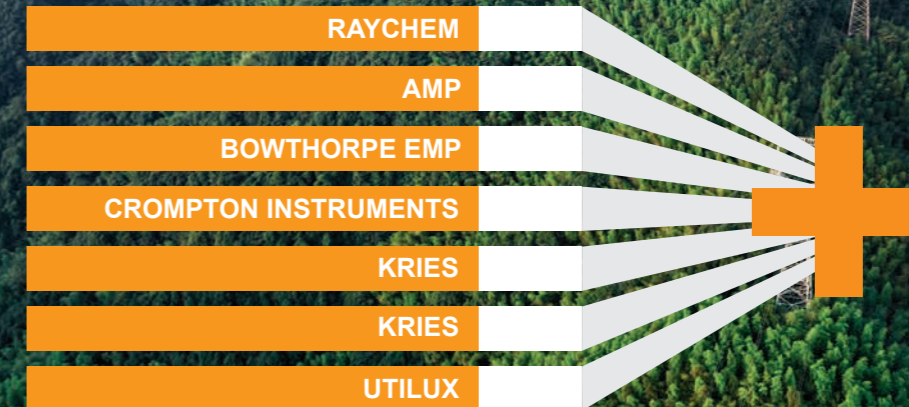 RAYCHEM
AMP
BOWTHORPE EMP
CROMPTON INSTRUMENTS
KRIES
KRIES
UTILUX